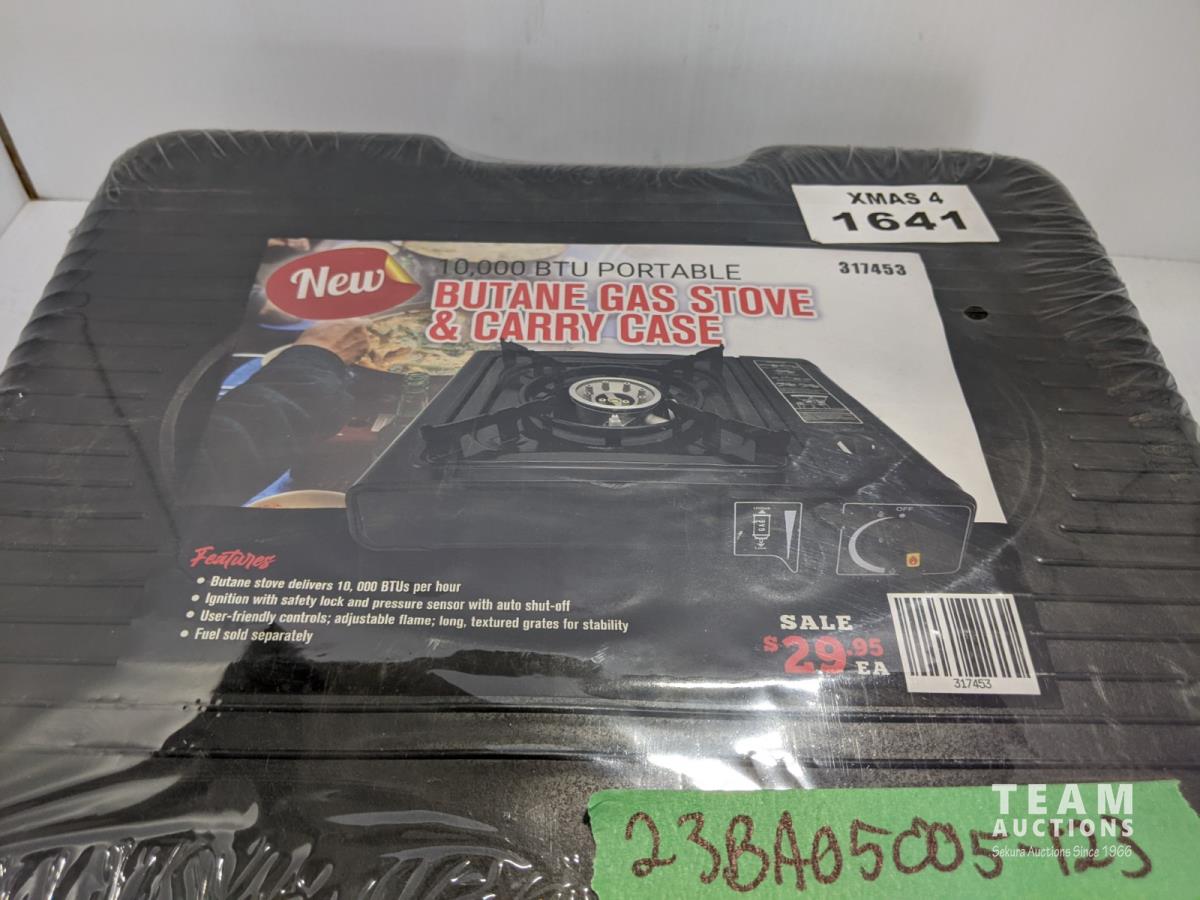 XMAS 4
1641
New
10,000 BTU PORTABLE
317453
BUTANE GAS STOVE
& CARRY CASE
OFF
Features
• Butane stove delivers 10, 000 BTUs per hour
• Ignition with safety lock and pressure sensor with auto shut-off
• User-friendly controls; adjustable flame; long, textured grates for stability
• Fuel sold separately
SALE
$29.95
EA
317453
TEAM
AUCTIONS
Sekura Auctions Since 1966